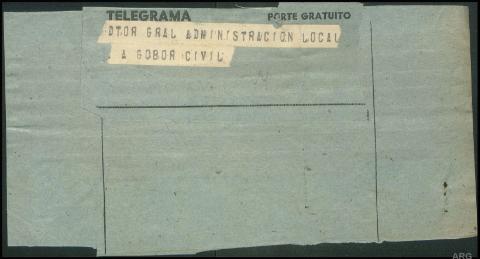 TELEGRAMA PORTE GRATUITO
DTOR GRAL ADMINISTRACION LOCAL
A GOBOR CIVIL
ARG